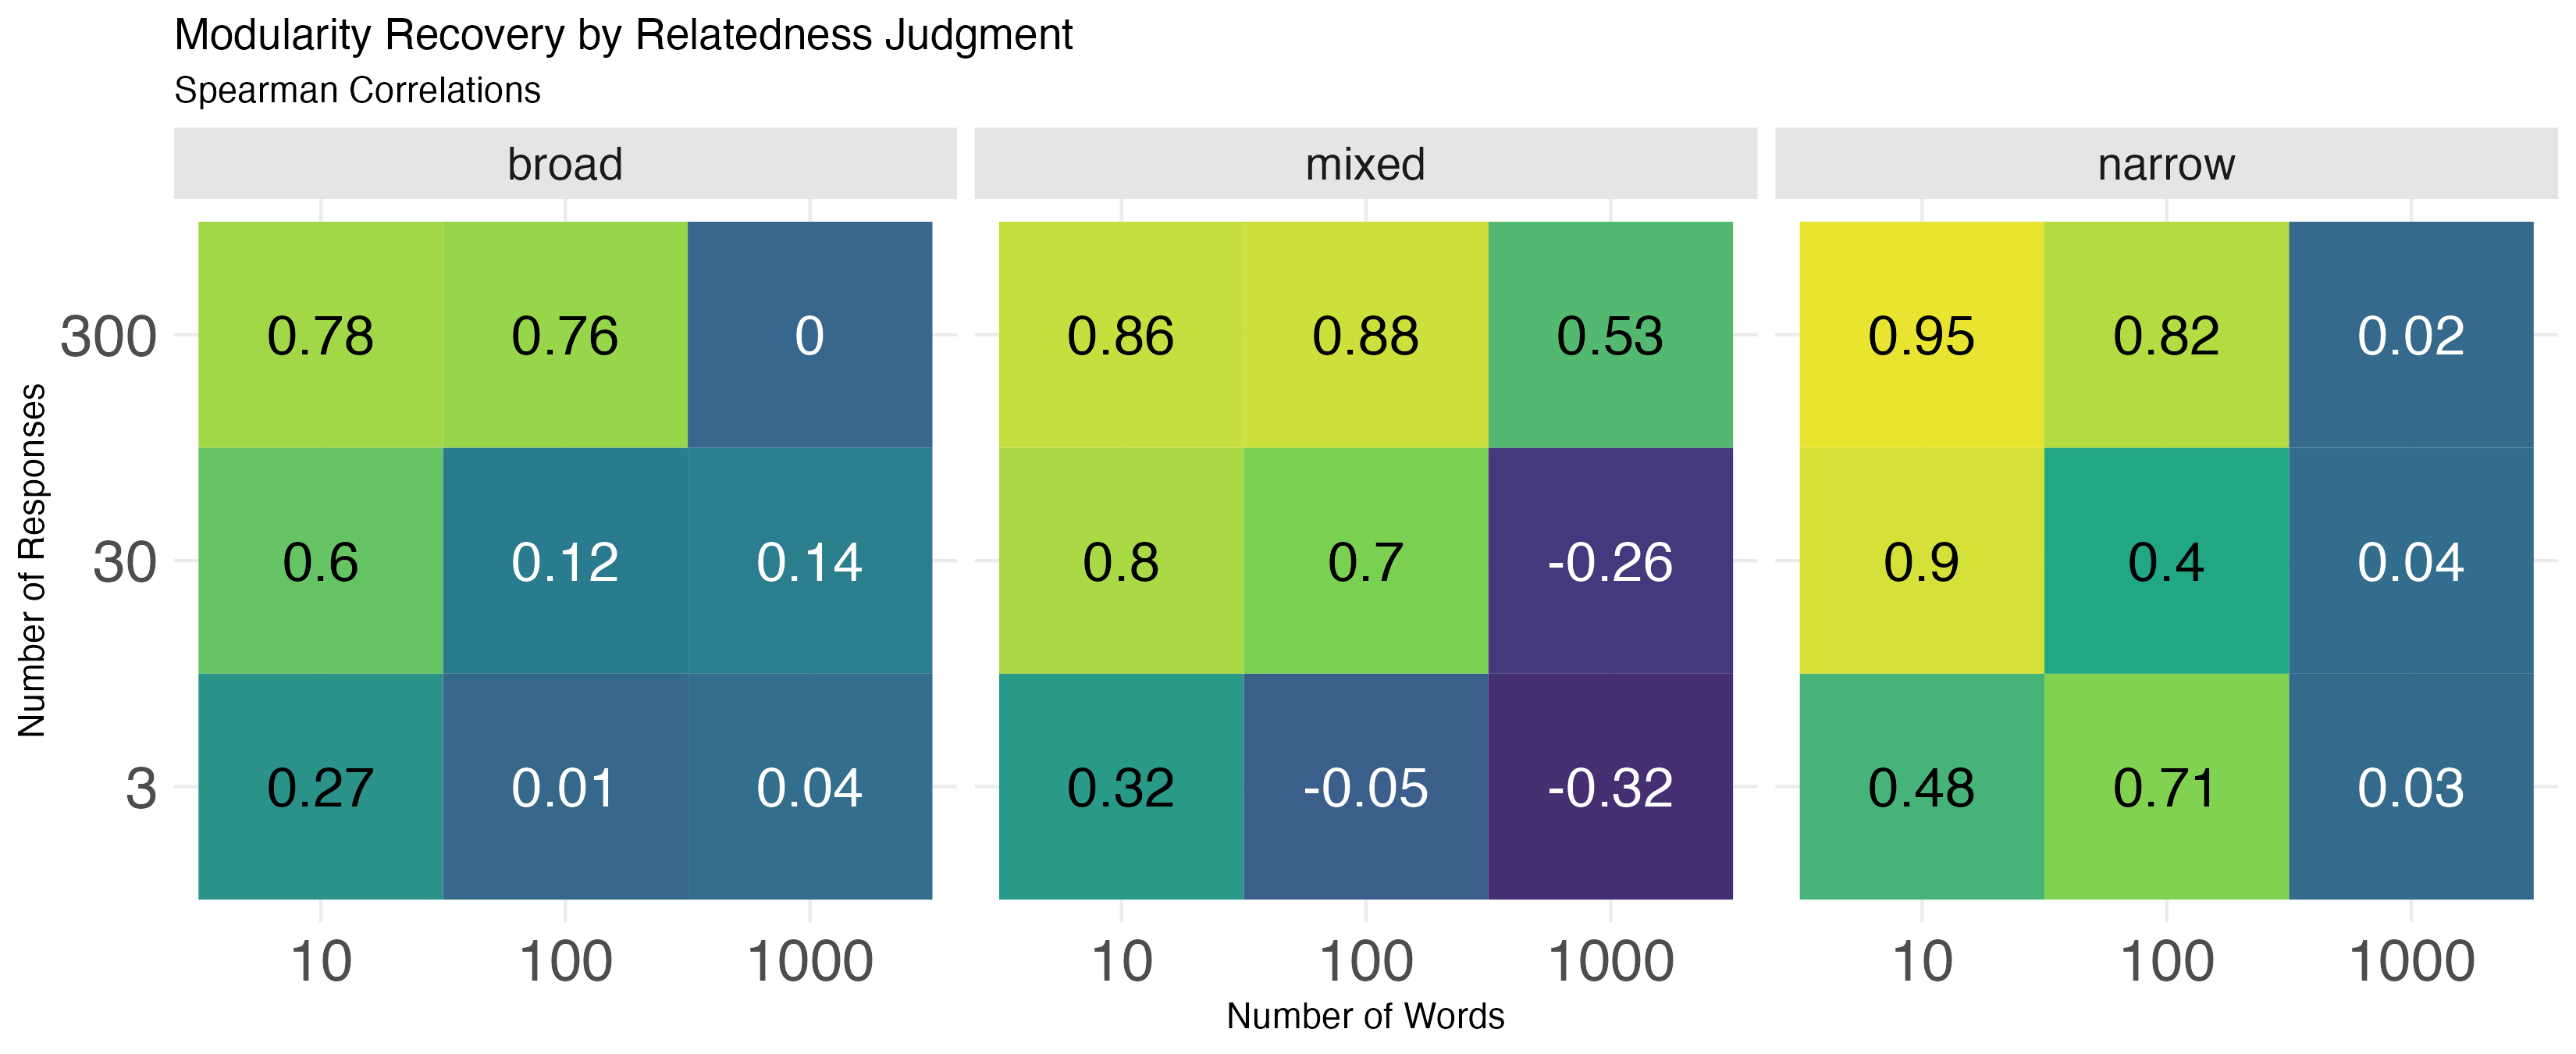 Modularity Recovery by Relatedness Judgment
Spearman Correlations
broad mixed narrow
300 0.78 0.76 0 0.86 0.88 0.53 0.95 0.82 0.02
30 0.6 0.12 0.14 0.8 0.7 -0.26 0.9 0.4 0.04
3 0.27 0.01 0.04 0.32 -0.05 -0.32 0.48 0.71 0.03
Number of Responses
10 100 1000 10 100 1000 10 100 1000
Number of Words